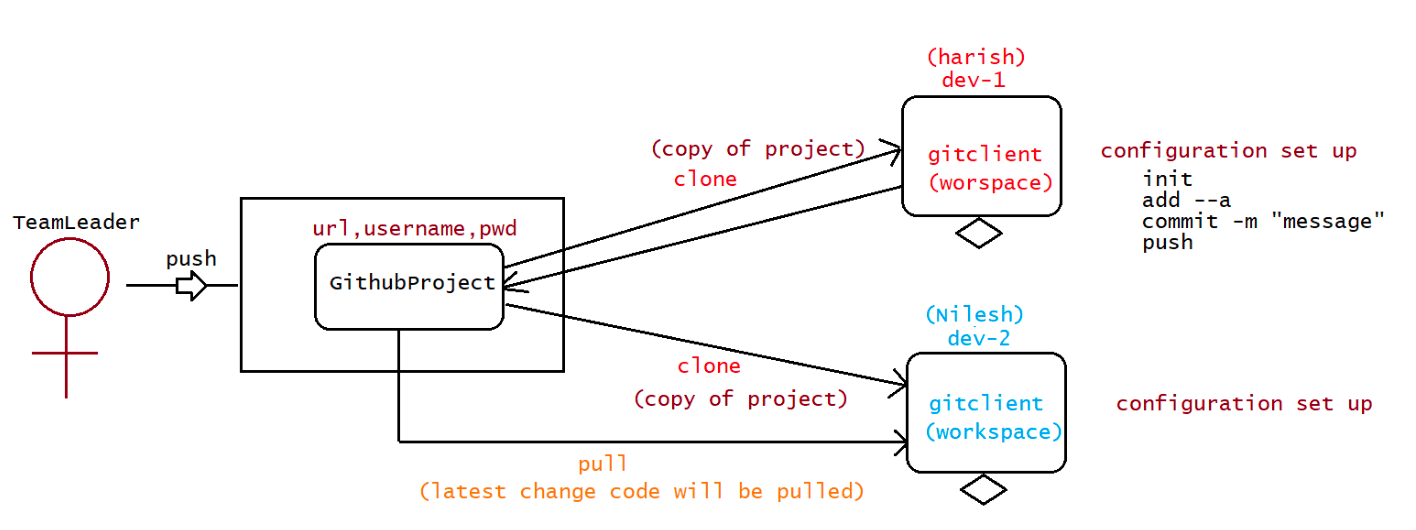 TeamLeader
push
url,username,pwd
GithubProject
(copy of project)
clone
(harish)
dev-1
gitclient
(worspace)
configuration set up
init
add --a
commit -m "message"
push
clone
(copy of project)
(Nilesh)
dev-2
gitclient
(workspace)
configuration set up
pull
(latest change code will be pulled)